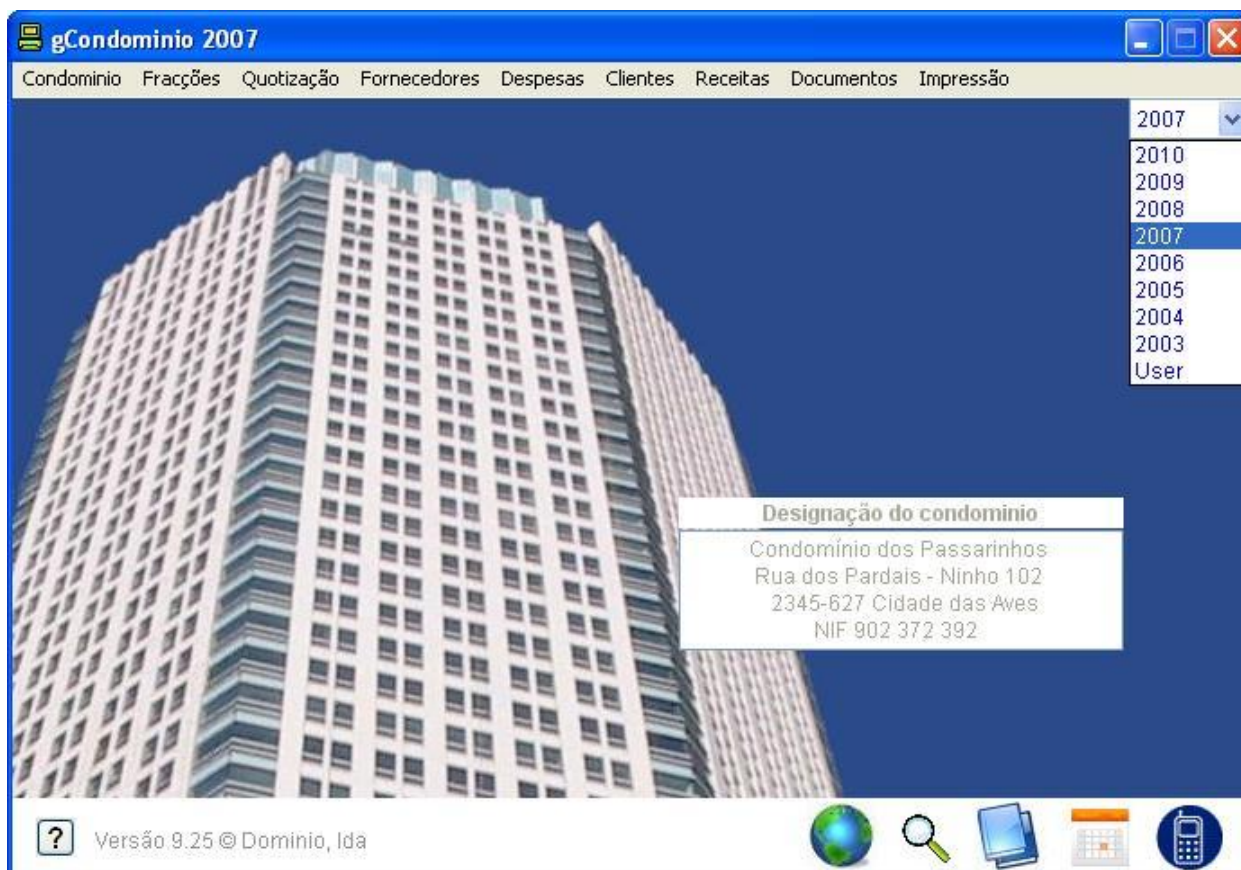 gCondominio 2007
Condominio Fracções Quotização Fornecedores Despesas Clientes Receitas Documentos Impressão
2007
2010
2009
2008
2007
2006
2005
2004
2003
User
Designação do condominio
Condomínio dos Passarinhos
Rua dos Pardais - Ninho 102
2345-627 Cidade das Aves
NIF 902 372 392
? Versão 9.25 © Dominio, lda